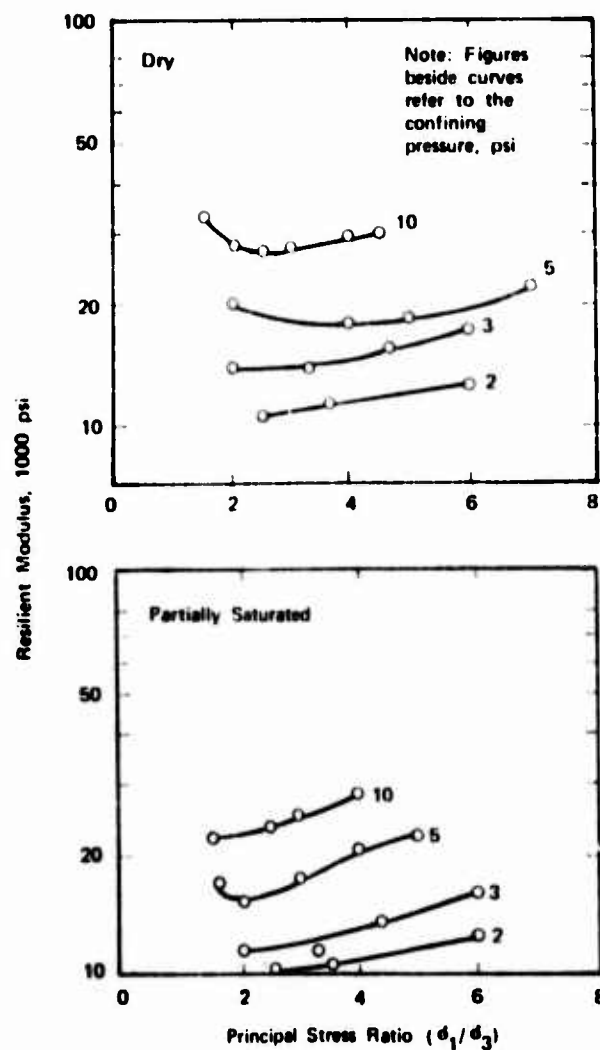 100
Dry
Note: Figures
beside curves
refer to the
confining
pressure, psi
50
10
5
20
3
2
10
0 2 4 6 8
Resilient Modulus, 1000 psi
100
Partially Saturated
50
10
5
20
3
2
10
0 2 4 6 8
Principal Stress Ratio (σ1/σ3)